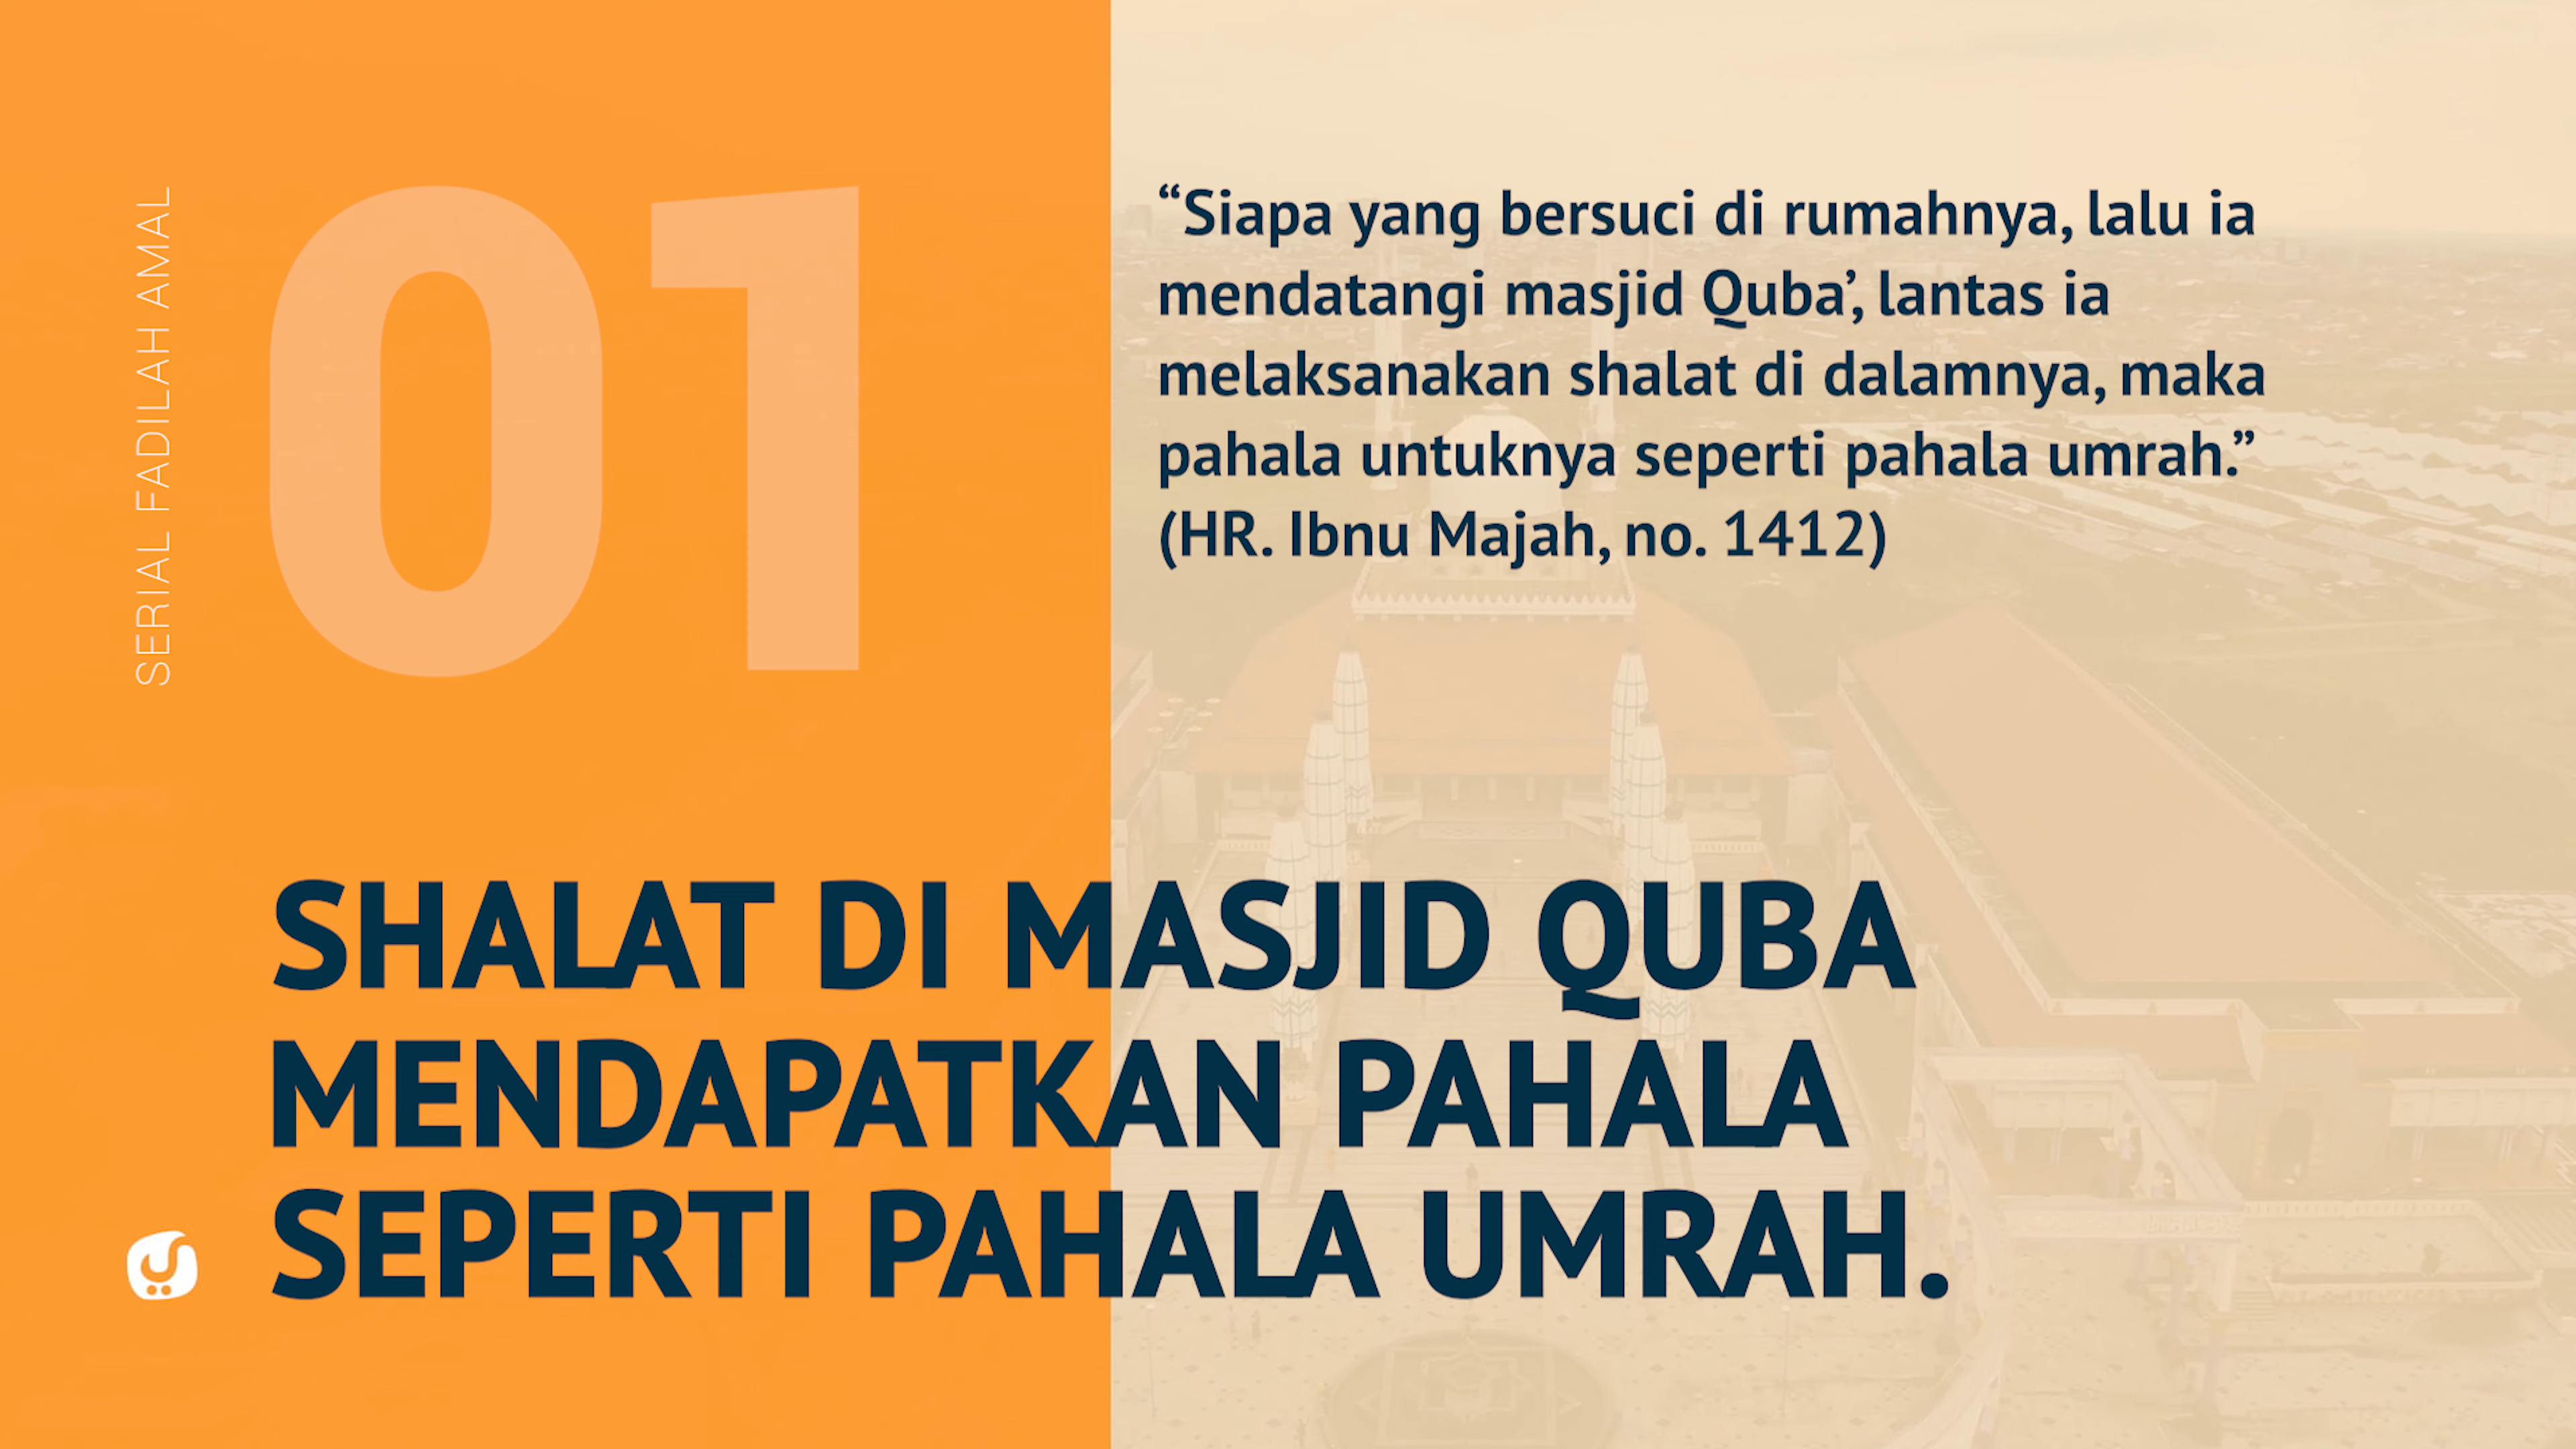 SERIAL FADILAH AMAL
01
“Siapa yang bersuci di rumahnya, lalu ia
mendatangi masjid Quba’, lantas ia
melaksanakan shalat di dalamnya, maka
pahala untuknya seperti pahala umrah.”
(HR. Ibnu Majah, no. 1412)
SHALAT DI MASJID QUBA
MENDAPATKAN PAHALA
SEPERTI PAHALA UMRAH.